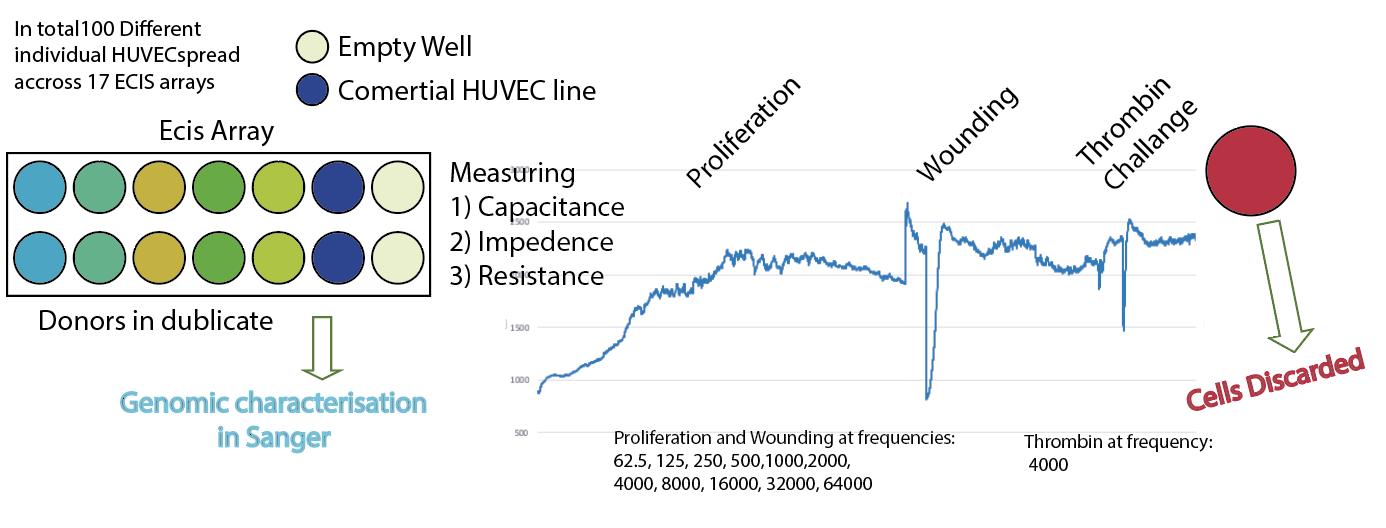 In total100 Different
individual HUVECspread
accross 17 ECIS arrays
Empty Well
Comertial HUVEC line
Ecis Array
Donors in dublicate
Genomic characterisation
in Sanger
Measuring
1) Capacitance
2) Impedence
3) Resistance
Proliferation
Wounding
Thrombin
Challange
1500
1000
500
Proliferation and Wounding at frequencies:
62.5, 125, 250, 500,1000,2000,
4000, 8000, 16000, 32000, 64000
Thrombin at frequency:
4000
Cells Discarded